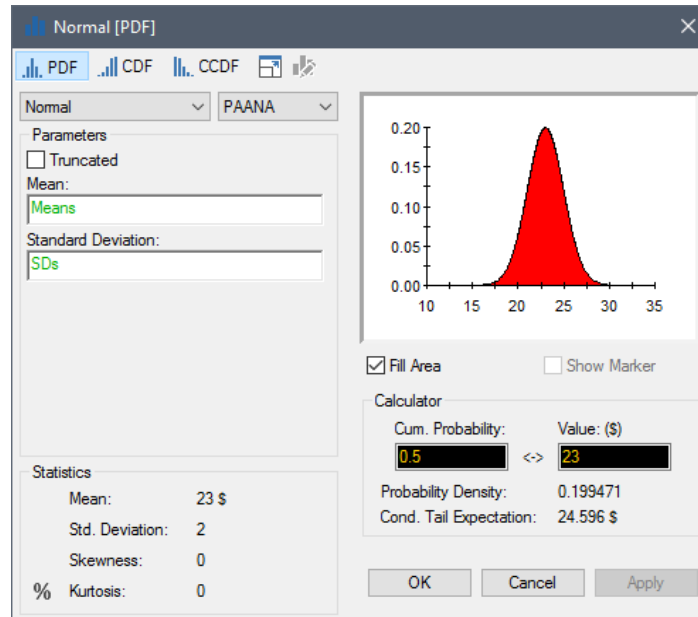 Normal [PDF]
PDF CDF CCDF
Normal PAANA
Parameters
Truncated
Mean:
Means
Standard Deviation:
SDs
0.20
0.15
0.10
0.05
0.00
10 15 20 25 30 35
Fill Area Show Marker
Calculator
Cum. Probability: Value: ($)
0.5 <-> 23
Probability Density: 0.199471
Cond. Tail Expectation: 24.596 $
Statistics
Mean: 23 $
Std. Deviation: 2
Skewness: 0
% Kurtosis: 0
OK Cancel Apply